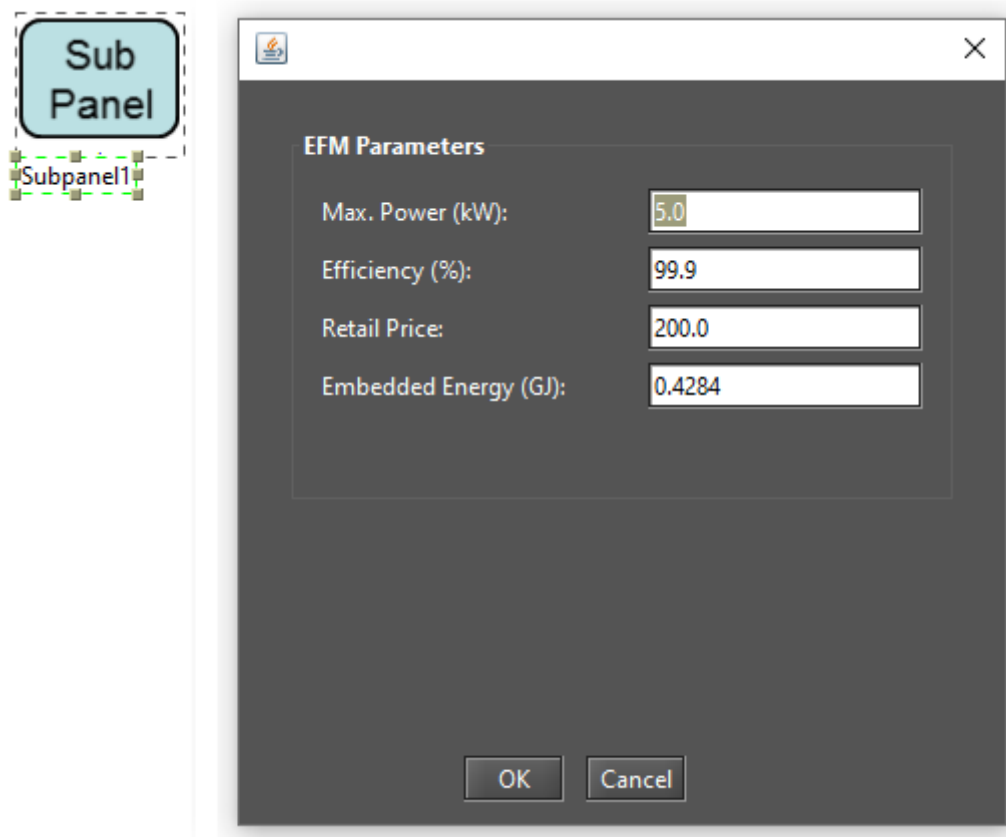 Sub
Panel
Subpanel1
EFM Parameters
Max. Power (kW): 5.0
Efficiency (%): 99.9
Retail Price: 200.0
Embedded Energy (GJ): 0.4284
OK Cancel